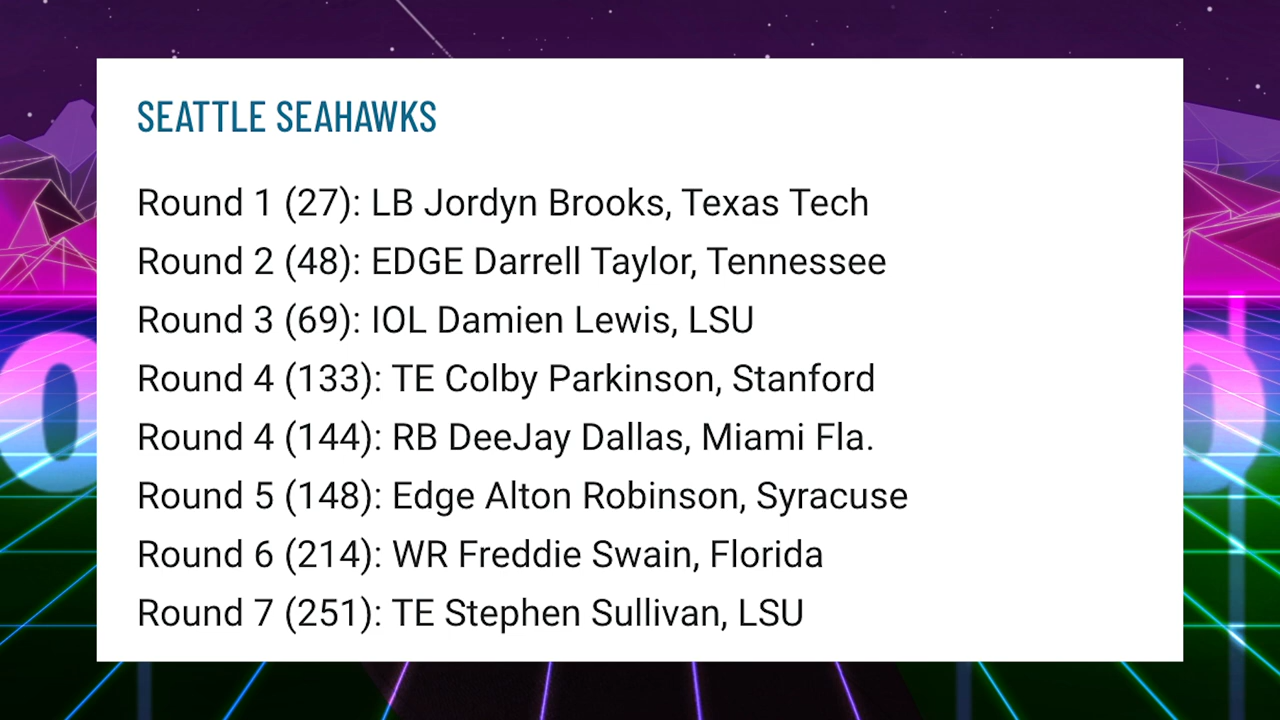 SEATTLE SEAHAWKS
Round 1 (27): LB Jordyn Brooks, Texas Tech
Round 2 (48): EDGE Darrell Taylor, Tennessee
Round 3 (69): IOL Damien Lewis, LSU
Round 4 (133): TE Colby Parkinson, Stanford
Round 4 (144): RB DeeJay Dallas, Miami Fla.
Round 5 (148): Edge Alton Robinson, Syracuse
Round 6 (214): WR Freddie Swain, Florida
Round 7 (251): TE Stephen Sullivan, LSU